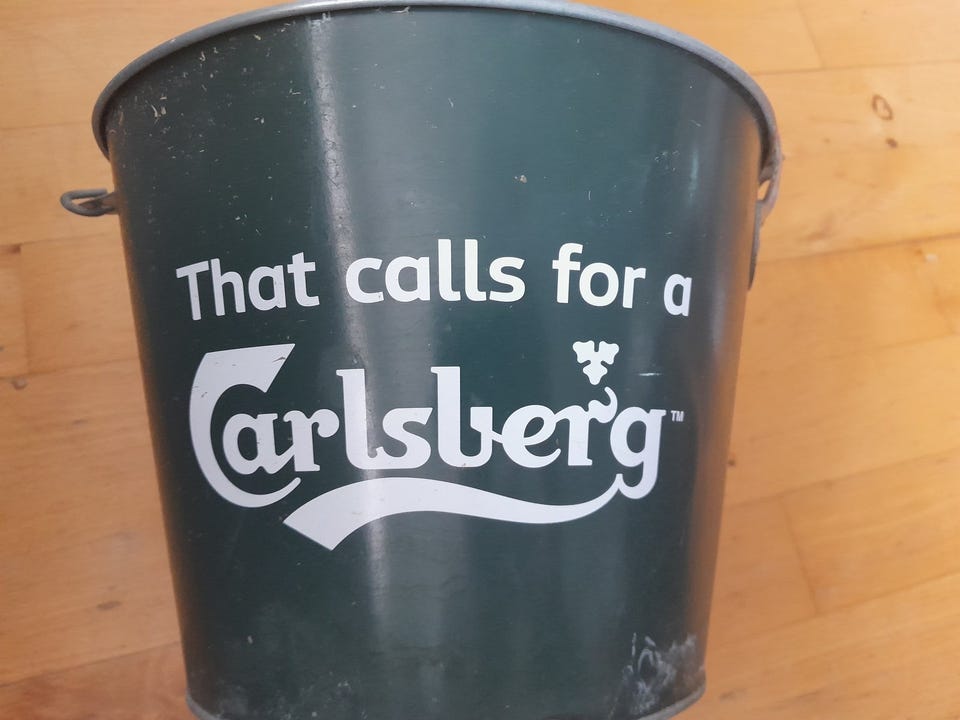 That calls for a
Carlsberg™